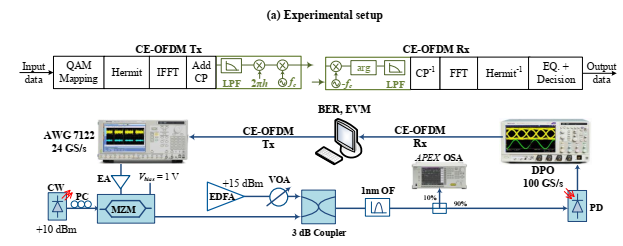 (a) Experimental setup
CE-OFDM Tx
CE-OFDM Rx
Input data
QAM Mapping
Hermit
IFFT
Add CP
LPF
2πh
f꜀
-f꜀
arg
LPF
CP⁻¹
FFT
Hermit⁻¹
EQ. + Decision
Output data
BER, EVM
AWG 7122
24 GS/s
CE-OFDM
Tx
CE-OFDM
Rx
APEX OSA
DPO
100 GS/s
EA
V_bias = 1 V
CW
PC
MZM
+10 dBm
EDFA
+15 dBm
VOA
3 dB Coupler
1nm OF
10%
90%
PD